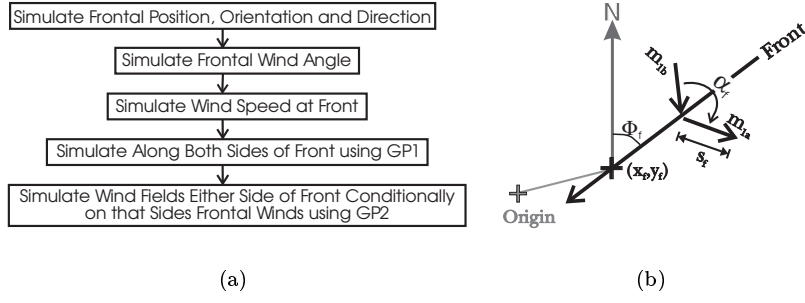 Simulate Frontal Position, Orientation and Direction
Simulate Frontal Wind Angle
Simulate Wind Speed at Front
Simulate Along Both Sides of Front using GP1
Simulate Wind Fields Either Side of Front Conditionally
on that Sides Frontal Winds using GP2
(a)
N
Front
m1b
αf
Φf
m1a
sf
(xf,yf)
Origin
(b)